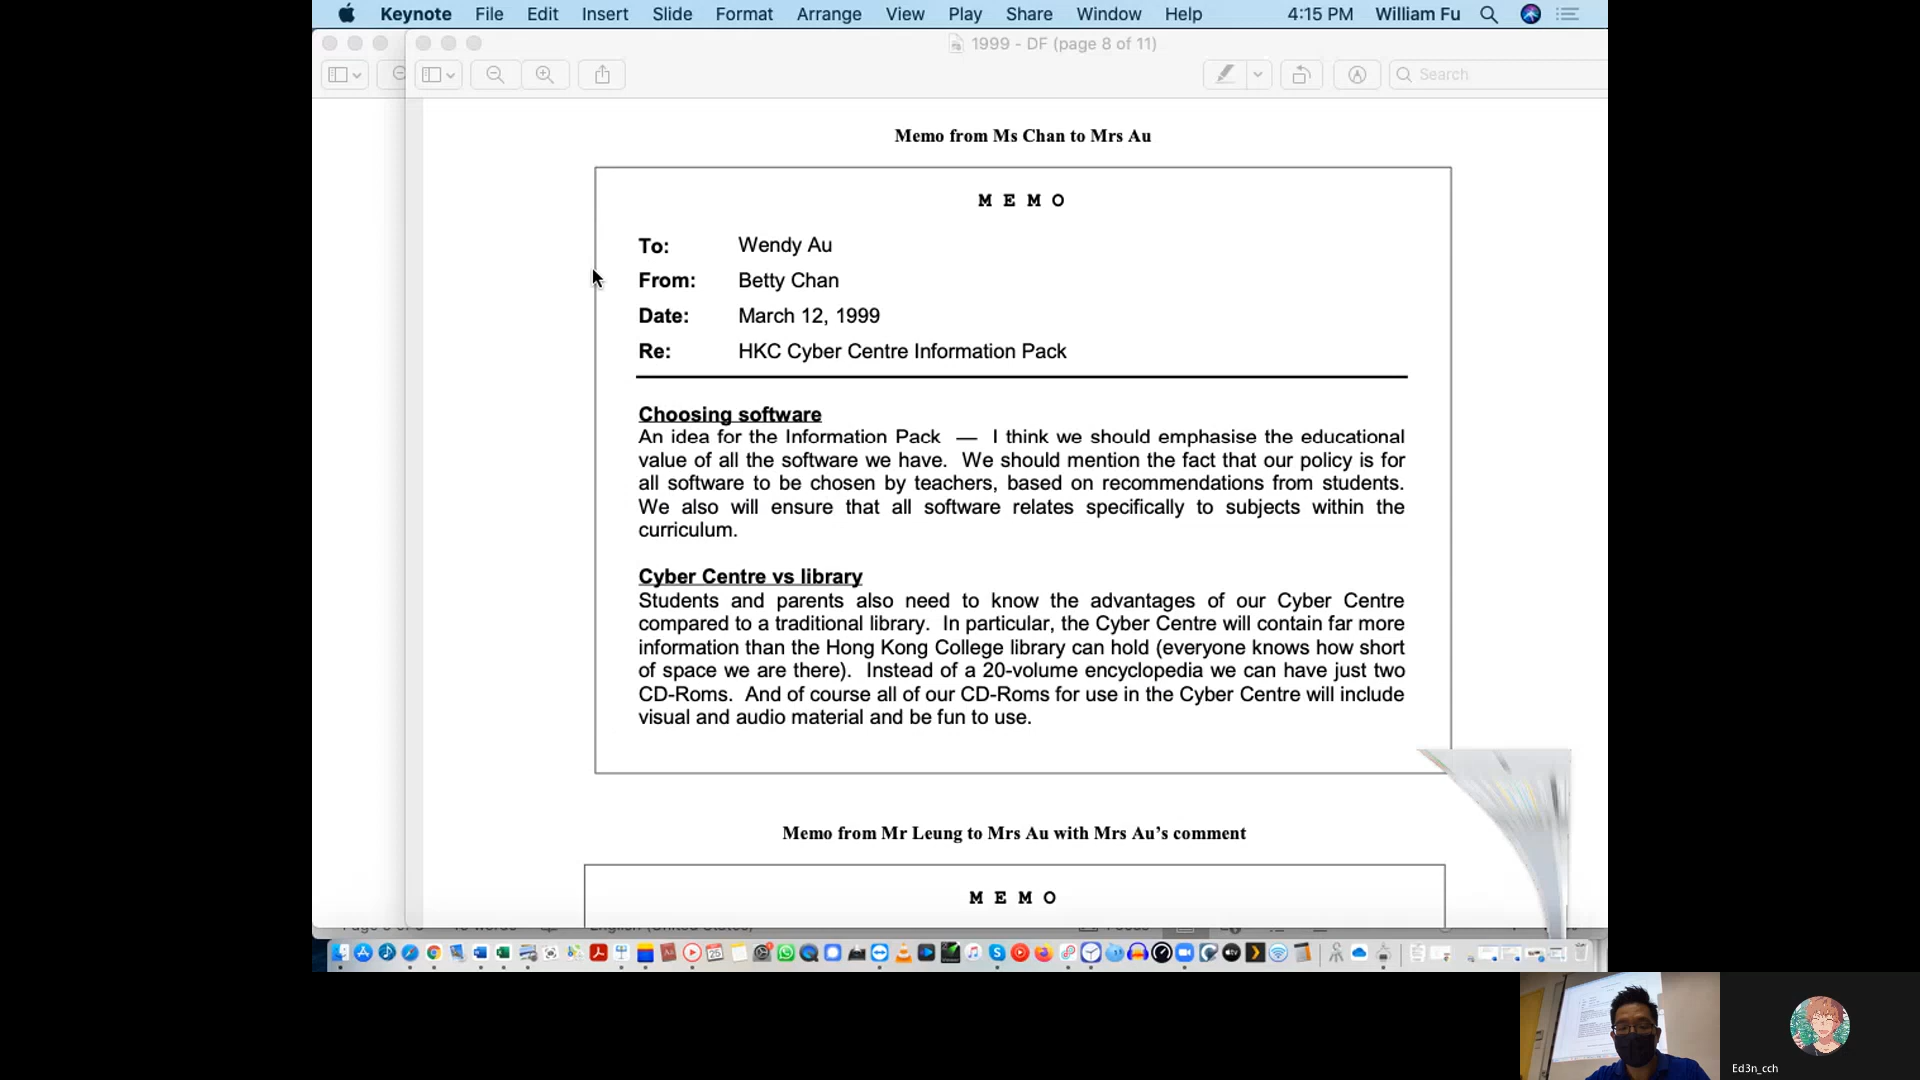 Keynote File Edit Insert Slide Format Arrange View Play Share Window Help 4:15 PM William Fu
1999 - DF (page 8 of 11)
Search
Memo from Ms Chan to Mrs Au
M E M O
To: Wendy Au
From: Betty Chan
Date: March 12, 1999
Re: HKC Cyber Centre Information Pack
Choosing software
An idea for the Information Pack — I think we should emphasise the educational
value of all the software we have. We should mention the fact that our policy is for
all software to be chosen by teachers, based on recommendations from students.
We also will ensure that all software relates specifically to subjects within the
curriculum.
Cyber Centre vs library
Students and parents also need to know the advantages of our Cyber Centre
compared to a traditional library. In particular, the Cyber Centre will contain far more
information than the Hong Kong College library can hold (everyone knows how short
of space we are there). Instead of a 20-volume encyclopedia we can have just two
CD-Roms. And of course all of our CD-Roms for use in the Cyber Centre will include
visual and audio material and be fun to use.
Memo from Mr Leung to Mrs Au with Mrs Au's comment
M E M O
Ed3n_cch